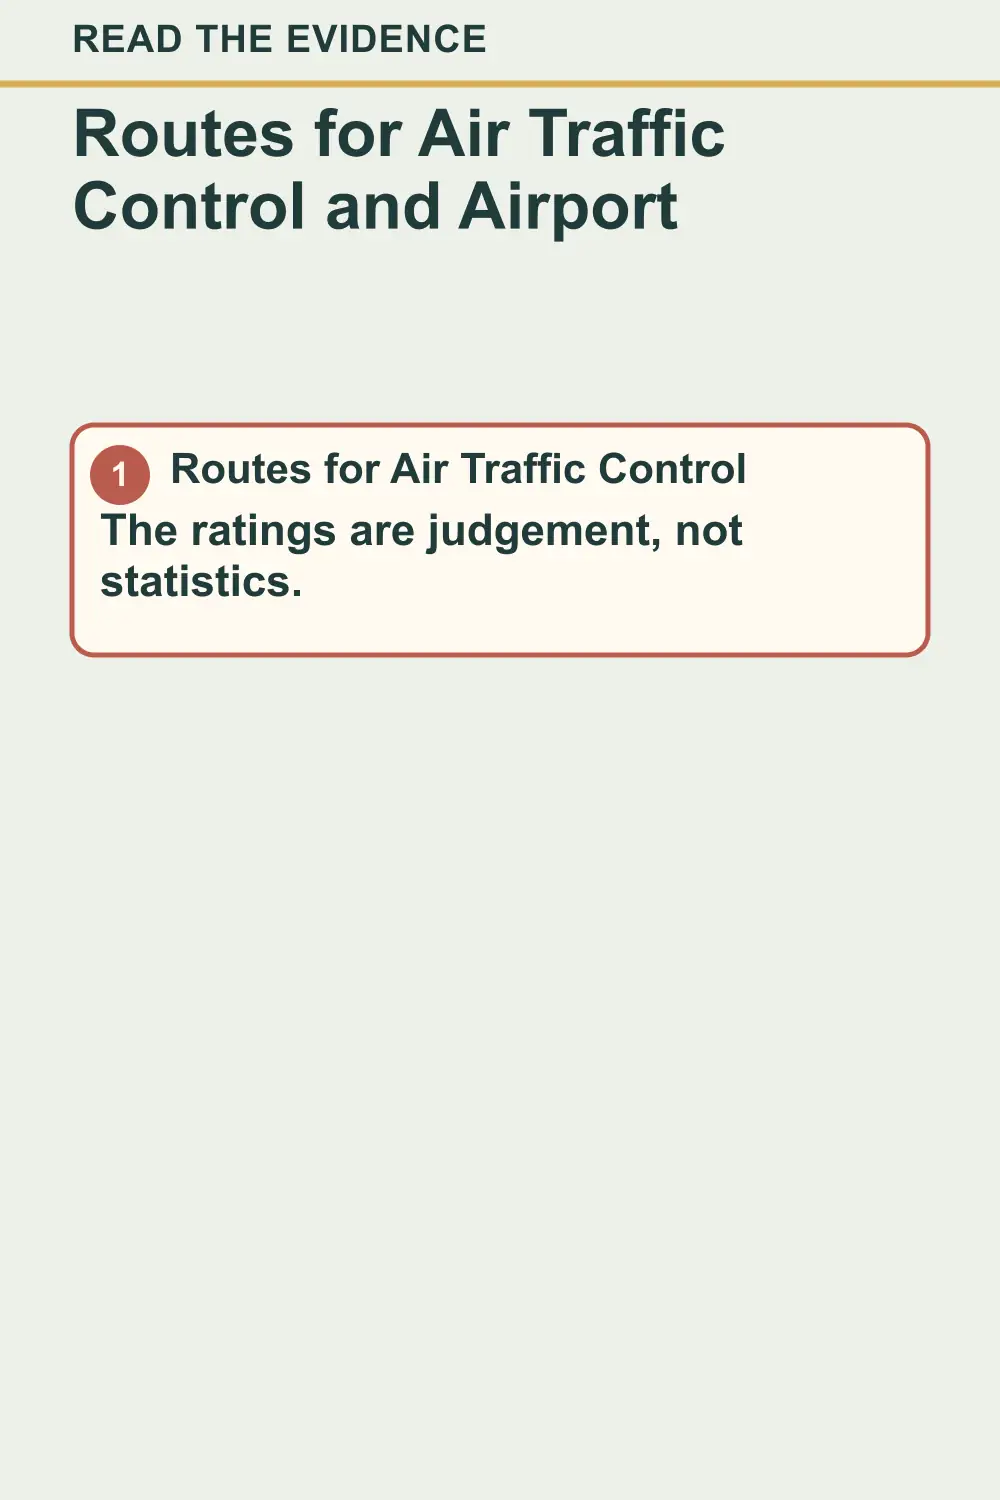 READ THE EVIDENCE
Routes for Air Traffic
Control and Airport
1 Routes for Air Traffic Control
The ratings are judgement, not
statistics.